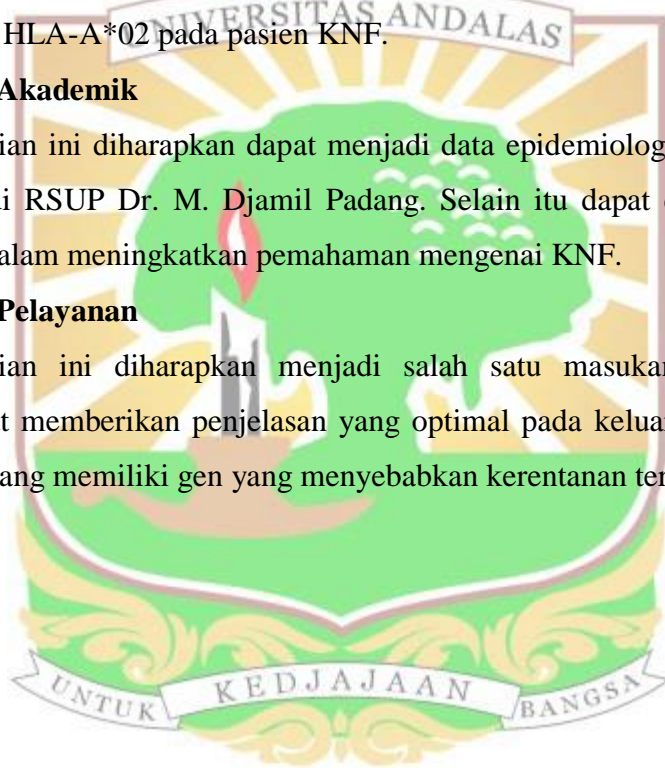 UNIVERSITAS ANDALAS
HLA-A*02 pada pasien KNF.
Akademik
ian ini diharapkan dapat menjadi data epidemiolog
di RSUP Dr. M. Djamil Padang. Selain itu dapat
alam meningkatkan pemahaman mengenai KNF.
Pelayanan
ian ini diharapkan menjadi salah satu masukan
t memberikan penjelasan yang optimal pada keluar
ang memiliki gen yang menyebabkan kerentanan ter
UNTUK KEDJAJAAN BANGSA